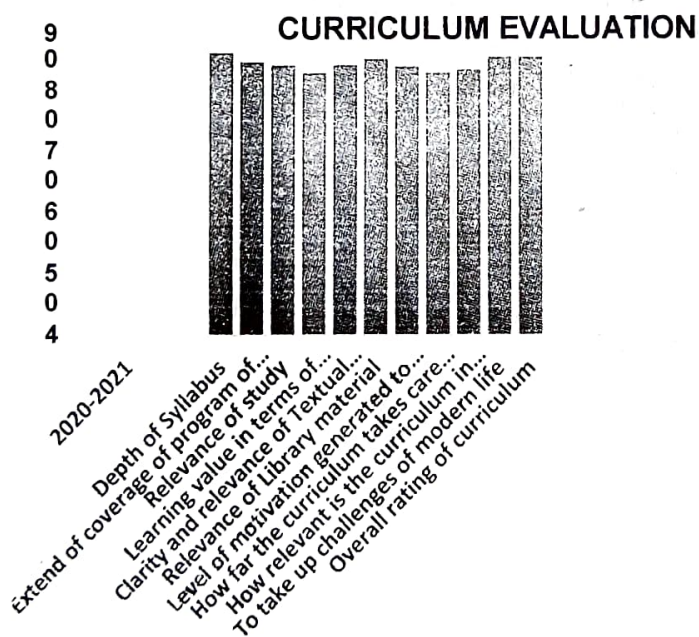 CURRICULUM EVALUATION
9
0
8
0
7
0
6
0
5
0
4
2020-2021
Depth of Syllabus
Extend of coverage of program of...
Relevance of study
Learning value in terms of...
Clarity and relevance of Textual...
Relevance of Library material
Level of motivation generated to...
How far the curriculum takes care...
How relevant is the curriculum in...
To take up challenges of modern life
Overall rating of curriculum